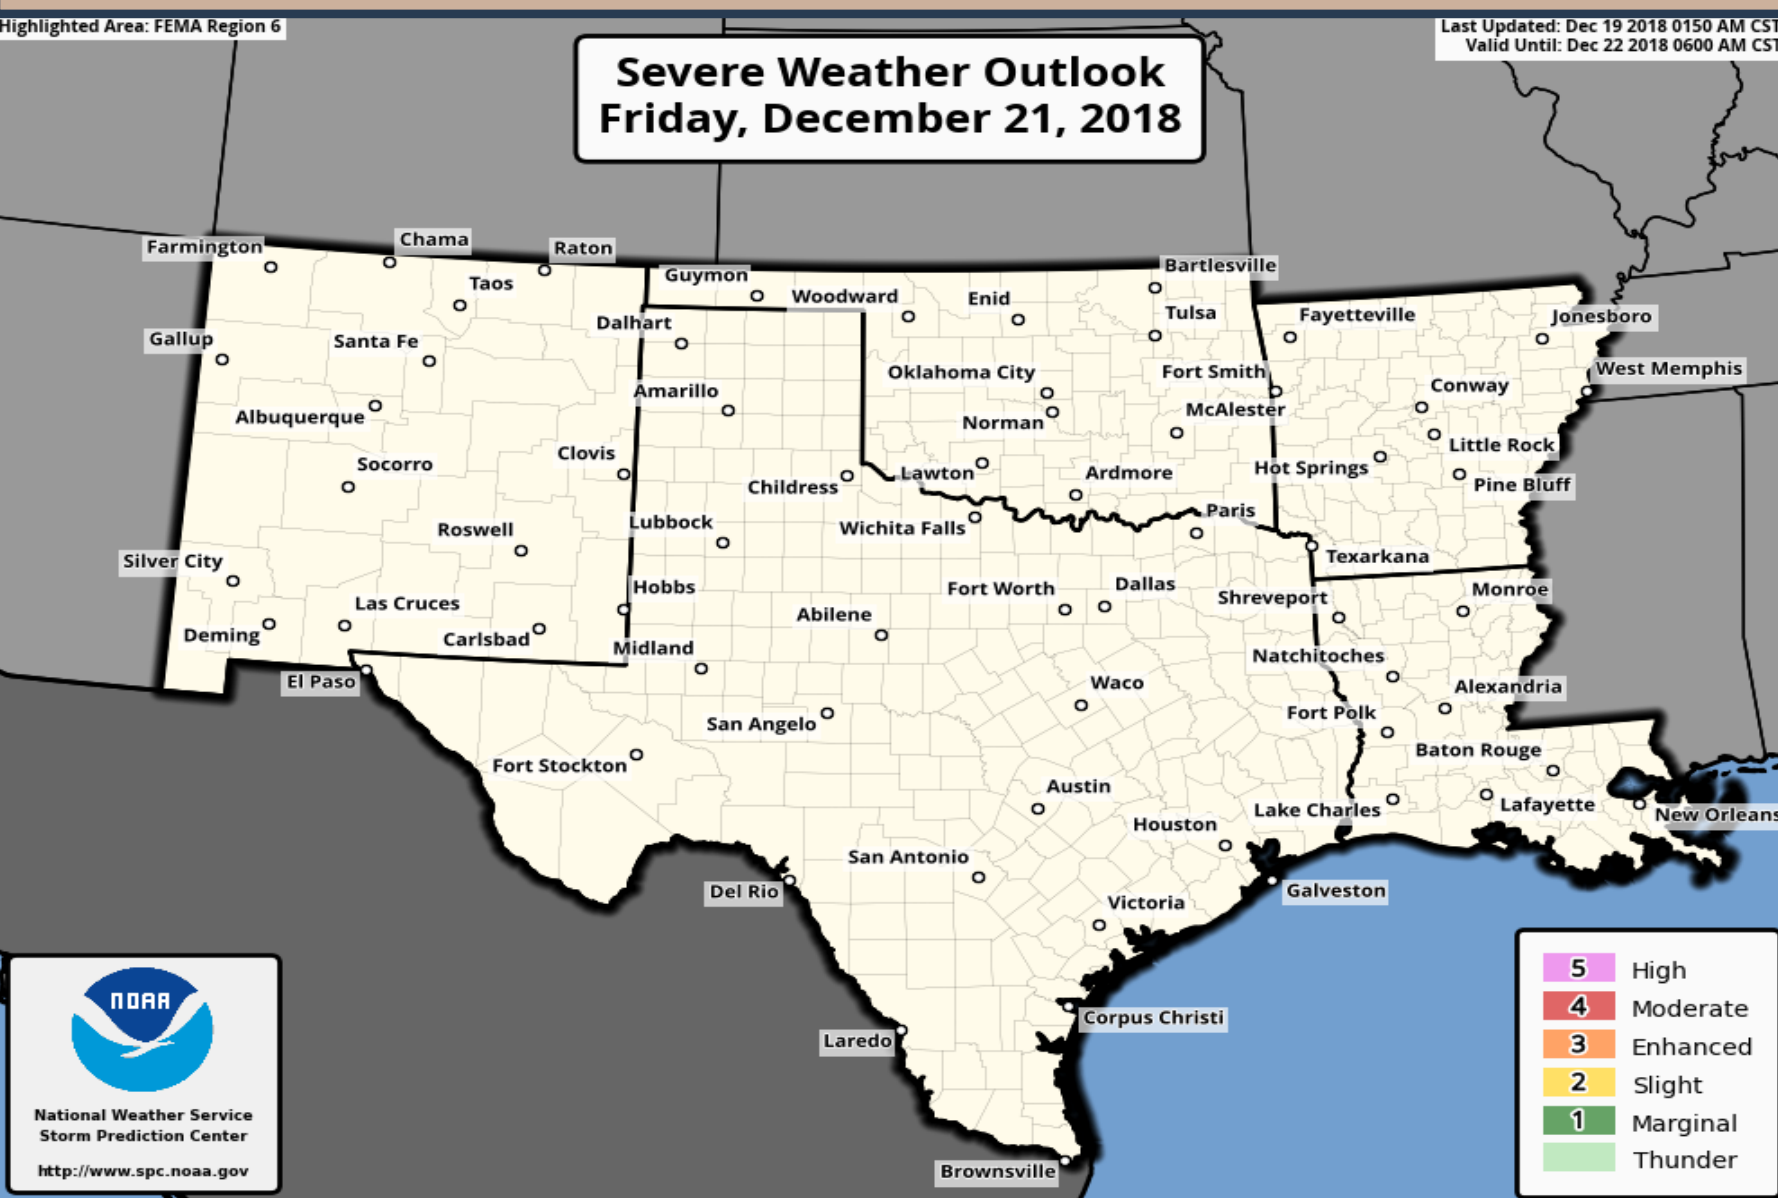 Highlighted Area: FEMA Region 6
Last Updated: Dec 19 2018 0150 AM CST
Valid Until: Dec 22 2018 0600 AM CST
Severe Weather Outlook
Friday, December 21, 2018
Farmington
Chama
Raton
Guymon
Bartlesville
Taos
Woodward
Enid
Tulsa
Fayetteville
Jonesboro
Gallup
Santa Fe
Dalhart
Oklahoma City
Fort Smith
West Memphis
Amarillo
Conway
Albuquerque
Norman
McAlester
Clovis
Little Rock
Socorro
Childress
Lawton
Ardmore
Hot Springs
Pine Bluff
Roswell
Lubbock
Wichita Falls
Paris
Texarkana
Silver City
Hobbs
Fort Worth
Dallas
Shreveport
Monroe
Las Cruces
Abilene
Deming
Carlsbad
Midland
Natchitoches
El Paso
Waco
Alexandria
San Angelo
Fort Polk
Fort Stockton
Baton Rouge
Austin
Lake Charles
Lafayette
New Orleans
Houston
San Antonio
Del Rio
Galveston
Victoria
Corpus Christi
Laredo
Brownsville
NOAA
National Weather Service
Storm Prediction Center
http://www.spc.noaa.gov
5 High
4 Moderate
3 Enhanced
2 Slight
1 Marginal
Thunder